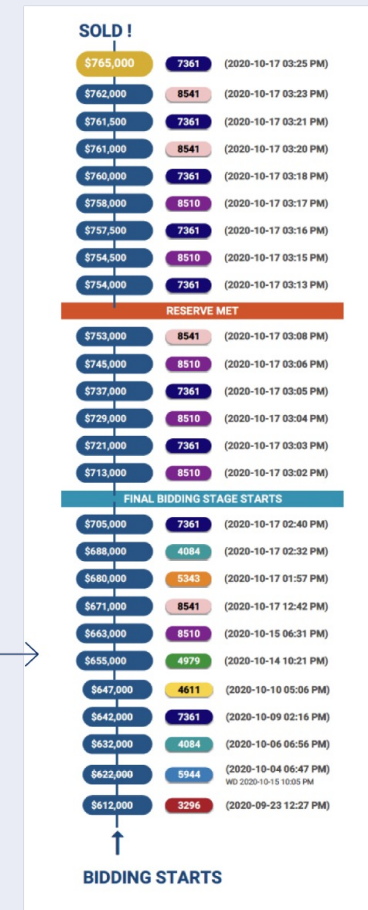 SOLD !
$765,000 7361 (2020-10-17 03:25 PM)
$762,000 8541 (2020-10-17 03:23 PM)
$761,500 7361 (2020-10-17 03:21 PM)
$761,000 8541 (2020-10-17 03:20 PM)
$760,000 7361 (2020-10-17 03:18 PM)
$758,000 8510 (2020-10-17 03:17 PM)
$757,500 7361 (2020-10-17 03:16 PM)
$754,500 8510 (2020-10-17 03:15 PM)
$754,000 7361 (2020-10-17 03:13 PM)
RESERVE MET
$753,000 8541 (2020-10-17 03:08 PM)
$745,000 8510 (2020-10-17 03:06 PM)
$737,000 7361 (2020-10-17 03:05 PM)
$729,000 8510 (2020-10-17 03:04 PM)
$721,000 7361 (2020-10-17 03:03 PM)
$713,000 8510 (2020-10-17 03:02 PM)
FINAL BIDDING STAGE STARTS
$705,000 7361 (2020-10-17 02:40 PM)
$688,000 4084 (2020-10-17 02:32 PM)
$680,000 5343 (2020-10-17 01:57 PM)
$671,000 8541 (2020-10-17 12:42 PM)
$663,000 8510 (2020-10-15 06:31 PM)
$655,000 4979 (2020-10-14 10:21 PM)
$647,000 4611 (2020-10-10 05:06 PM)
$642,000 7361 (2020-10-09 02:16 PM)
$632,000 4084 (2020-10-06 06:56 PM)
$622,000 5944 (2020-10-04 06:47 PM)
WD 2020-10-15 10:05 PM
$612,000 3296 (2020-09-23 12:27 PM)
BIDDING STARTS